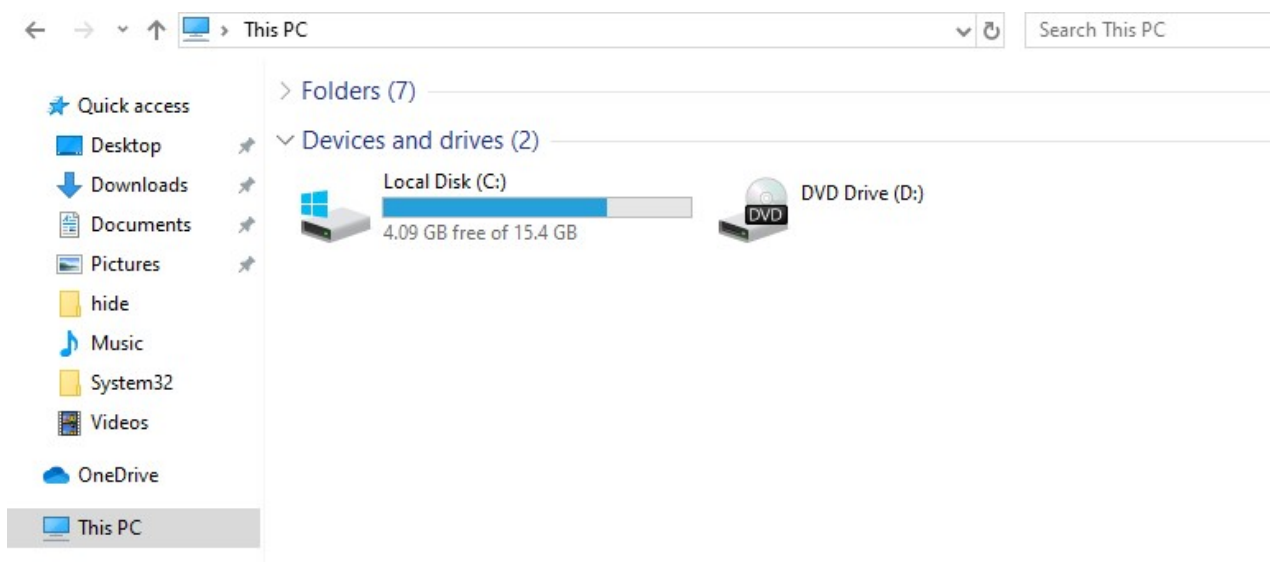 This PC
Search This PC
Quick access
Desktop
Downloads
Documents
Pictures
hide
Music
System32
Videos
OneDrive
This PC
Folders (7)
Devices and drives (2)
Local Disk (C:)
4.09 GB free of 15.4 GB
DVD
DVD Drive (D:)